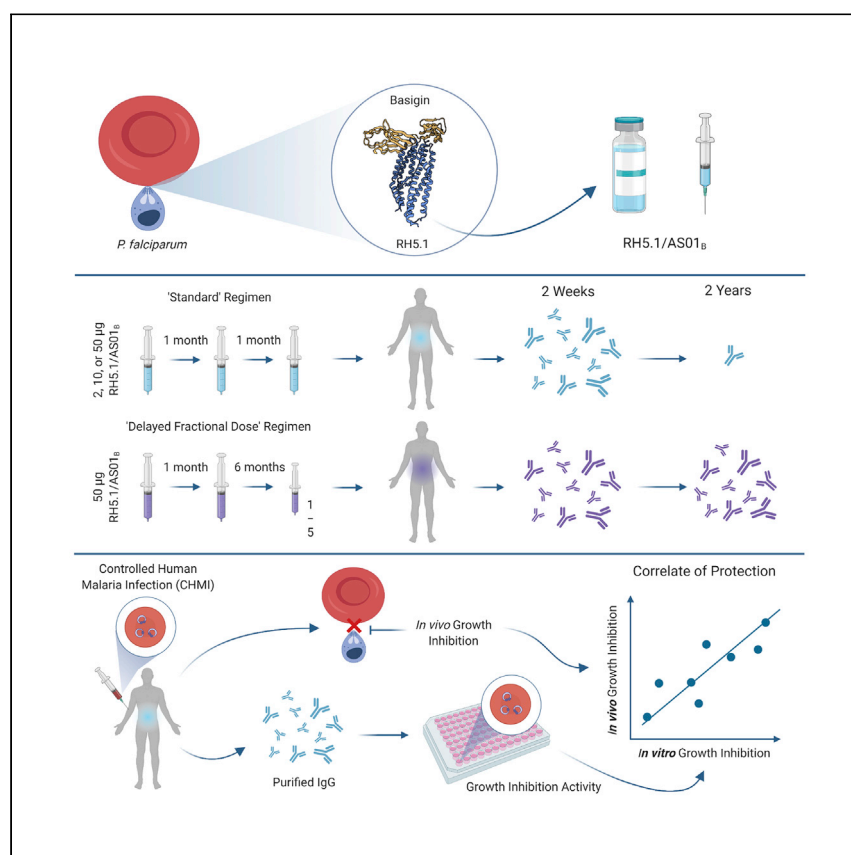 Basigin
P. falciparum
RH5.1
RH5.1/AS01B
'Standard' Regimen
2 Weeks
2 Years
2, 10, or 50 µg
RH5.1/AS01B
1 month
1 month
'Delayed Fractional Dose' Regimen
50 µg
RH5.1/AS01B
1 month
6 months
1
–
5
Controlled Human
Malaria Infection (CHMI)
In vivo Growth
Inhibition
Correlate of Protection
In vivo Growth Inhibition
In vitro Growth Inhibition
Purified IgG
Growth Inhibition Activity